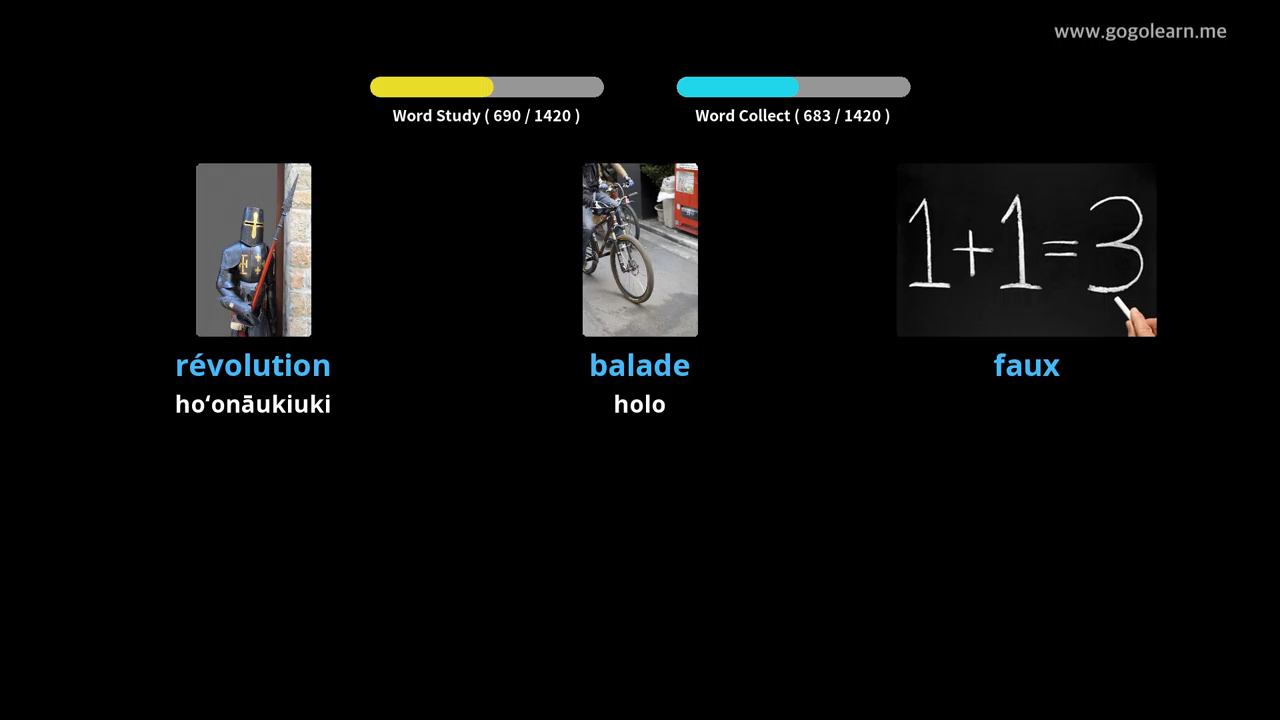 www.gogolearn.me
Word Study ( 690 / 1420 )
Word Collect ( 683 / 1420 )
1+1=3
révolution
balade
faux
hoʻonāukiuki
holo